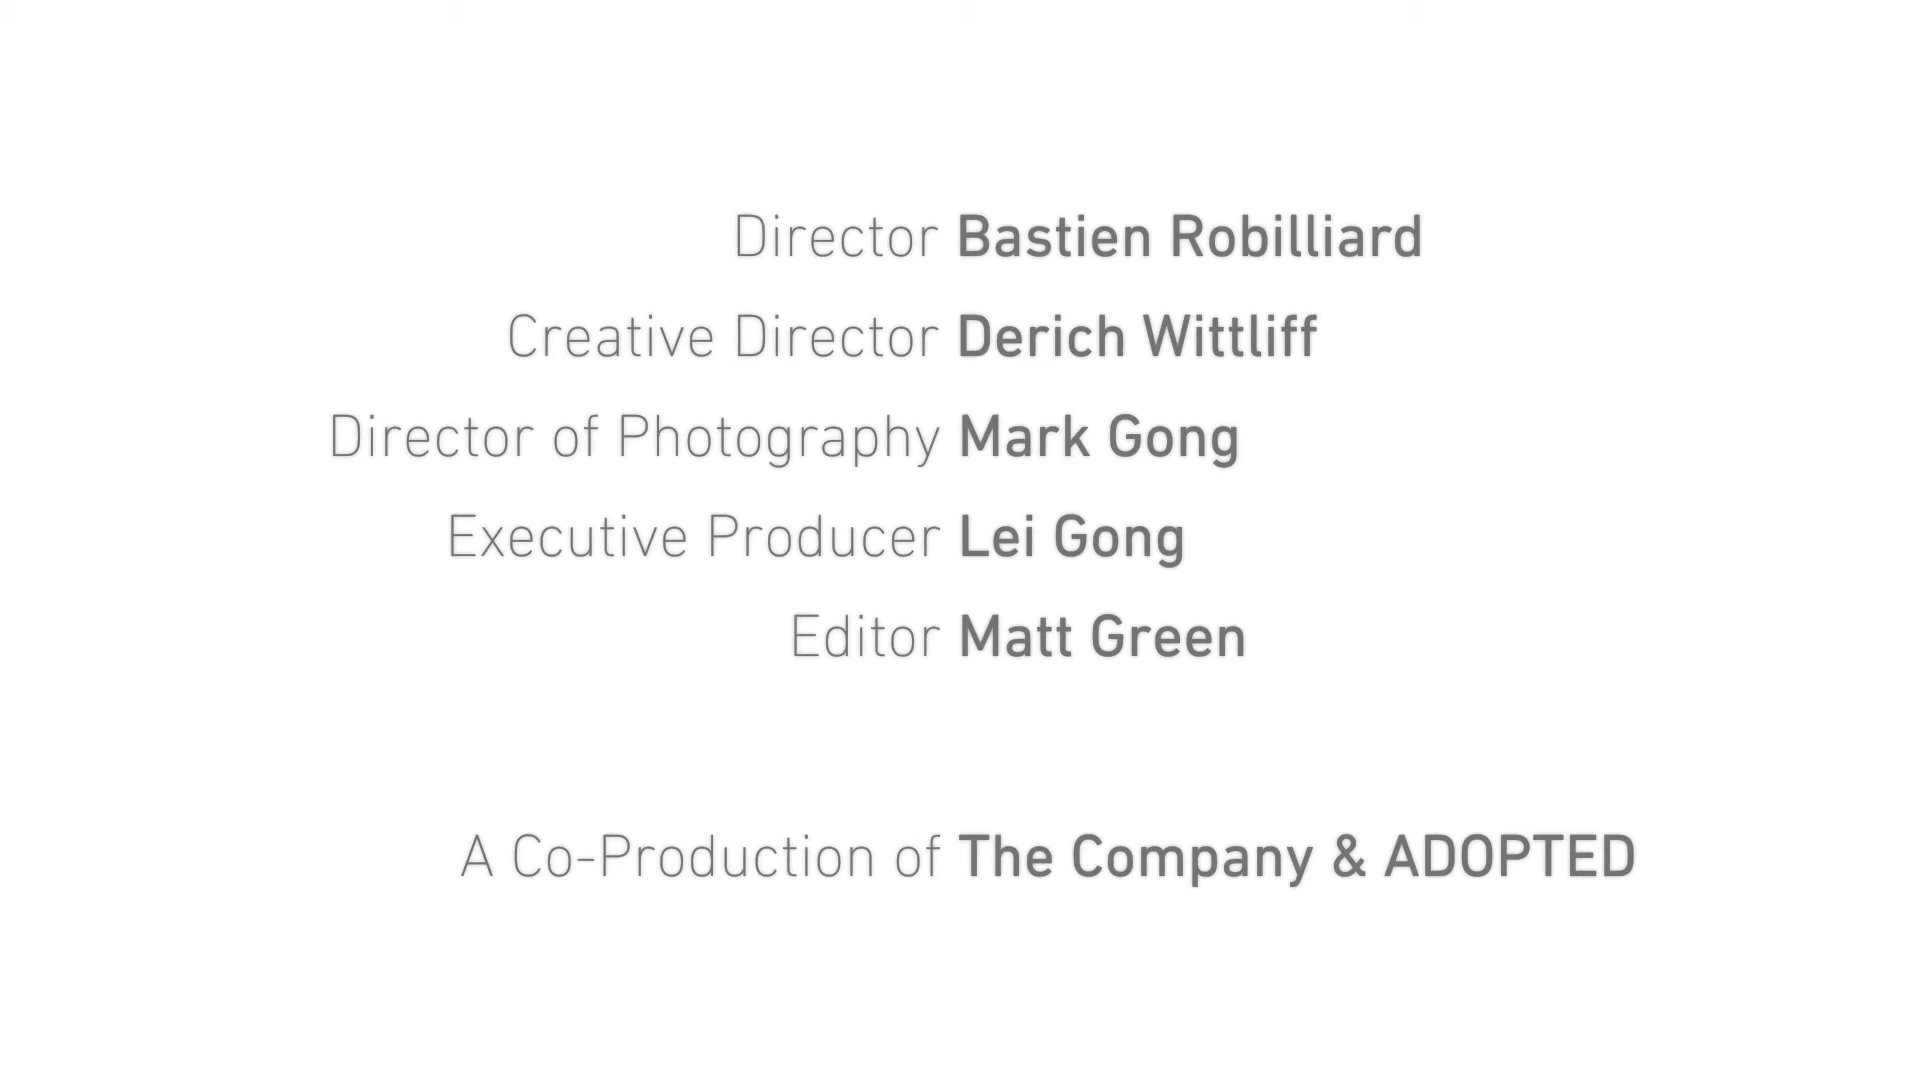 Director Bastien Robilliard
Creative Director Derich Wittliff
Director of Photography Mark Gong
Executive Producer Lei Gong
Editor Matt Green
A Co-Production of The Company & ADOPTED